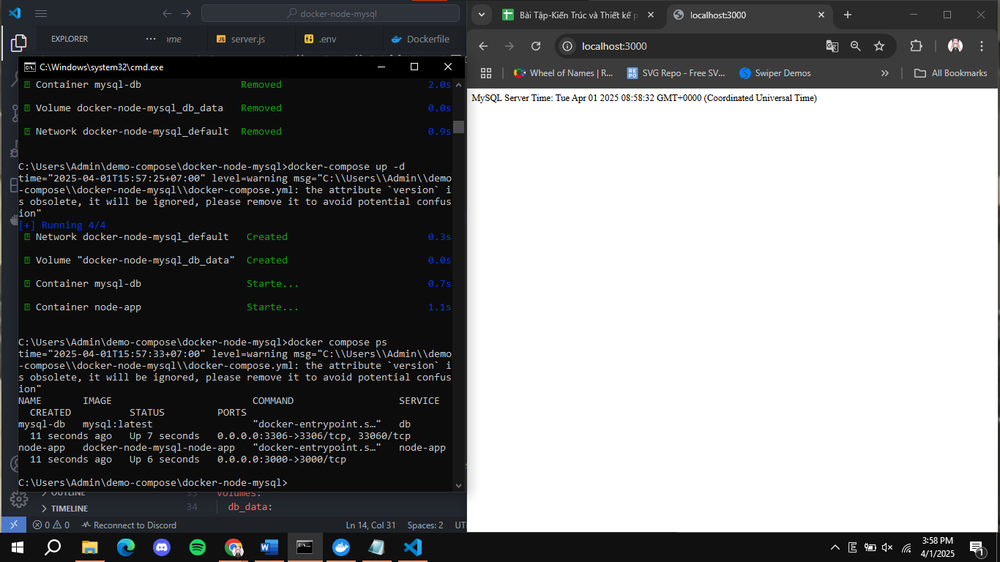 docker-node-mysql
EXPLORER
ome
server.js
.env
Dockerfile
C:\Windows\system32\cmd.exe
Container mysql-db Removed 2.0s
Volume docker-node-mysql_db_data Removed 0.0s
Network docker-node-mysql_default Removed 0.9s
C:\Users\Admin\demo-compose\docker-node-mysql>docker-compose up -d
time="2025-04-01T15:57:25+07:00" level=warning msg="C:\\Users\\Admin\\demo
-compose\\docker-node-mysql\\docker-compose.yml: the attribute `version` i
s obsolete, it will be ignored, please remove it to avoid potential confus
ion"
[+] Running 4/4
Network docker-node-mysql_default Created 0.3s
Volume "docker-node-mysql_db_data" Created 0.0s
Container mysql-db Starte... 0.7s
Container node-app Starte... 1.1s
C:\Users\Admin\demo-compose\docker-node-mysql>docker compose ps
time="2025-04-01T15:57:33+07:00" level=warning msg="C:\\Users\\Admin\\demo
-compose\\docker-node-mysql\\docker-compose.yml: the attribute `version` i
s obsolete, it will be ignored, please remove it to avoid potential confus
ion"
NAME IMAGE COMMAND SERVICE
CREATED STATUS PORTS
mysql-db mysql:latest "docker-entrypoint.s…" db
11 seconds ago Up 7 seconds 0.0.0.0:3306->3306/tcp, 33060/tcp
node-app docker-node-mysql-node-app "docker-entrypoint.s…" node-app
11 seconds ago Up 6 seconds 0.0.0.0:3000->3000/tcp
C:\Users\Admin\demo-compose\docker-node-mysql>
OUTLINE
TIMELINE
33 volumes:
34 db_data:
0 0 Reconnect to Discord
Ln 14, Col 31 Spaces: 2 UT
Bài Tập-Kiến Trúc và Thiết kế p
localhost:3000
localhost:3000
Wheel of Names | R...
SVG Repo - Free SV...
Swiper Demos
All Bookmarks
MySQL Server Time: Tue Apr 01 2025 08:58:32 GMT+0000 (Coordinated Universal Time)
3:58 PM
4/1/2025
1